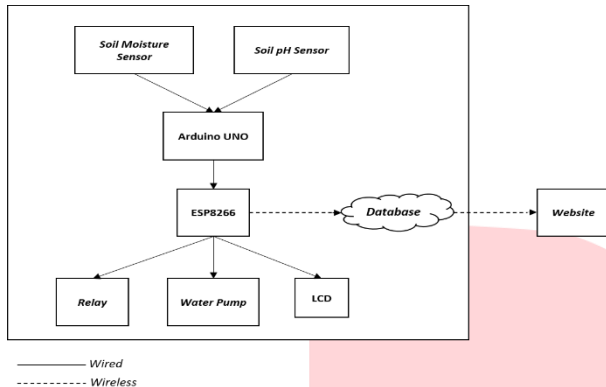 Soil Moisture
Sensor
Soil pH Sensor
Arduino UNO
ESP8266
Database
Website
Relay
Water Pump
LCD
Wired
Wireless